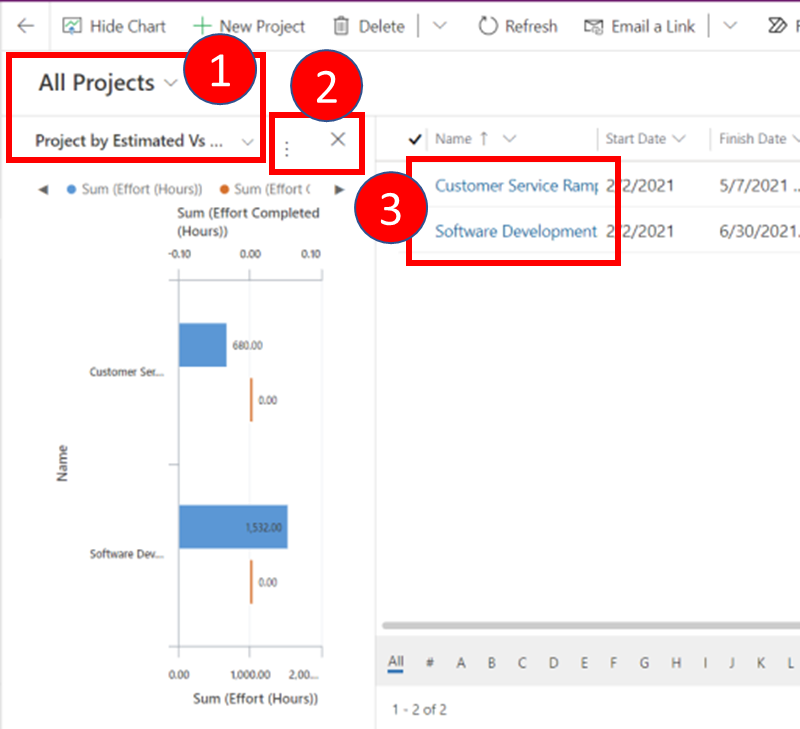 Hide Chart New Project Delete Refresh Email a Link
1
2
All Projects
Project by Estimated Vs ...
Name Start Date Finish Date
3
Customer Service Ramp 2/2/2021 5/7/2021 ...
Software Development 2/2/2021 6/30/2021...
Sum (Effort (Hours)) Sum (Effort (
Sum (Effort Completed
(Hours))
-0.10 0.00 0.10
680.00
Customer Ser...
0.00
Name
1,532.00
Software Dev...
0.00
0.00 1,000.00 2,00...
Sum (Effort (Hours))
All # A B C D E F G H I J K L
1 - 2 of 2